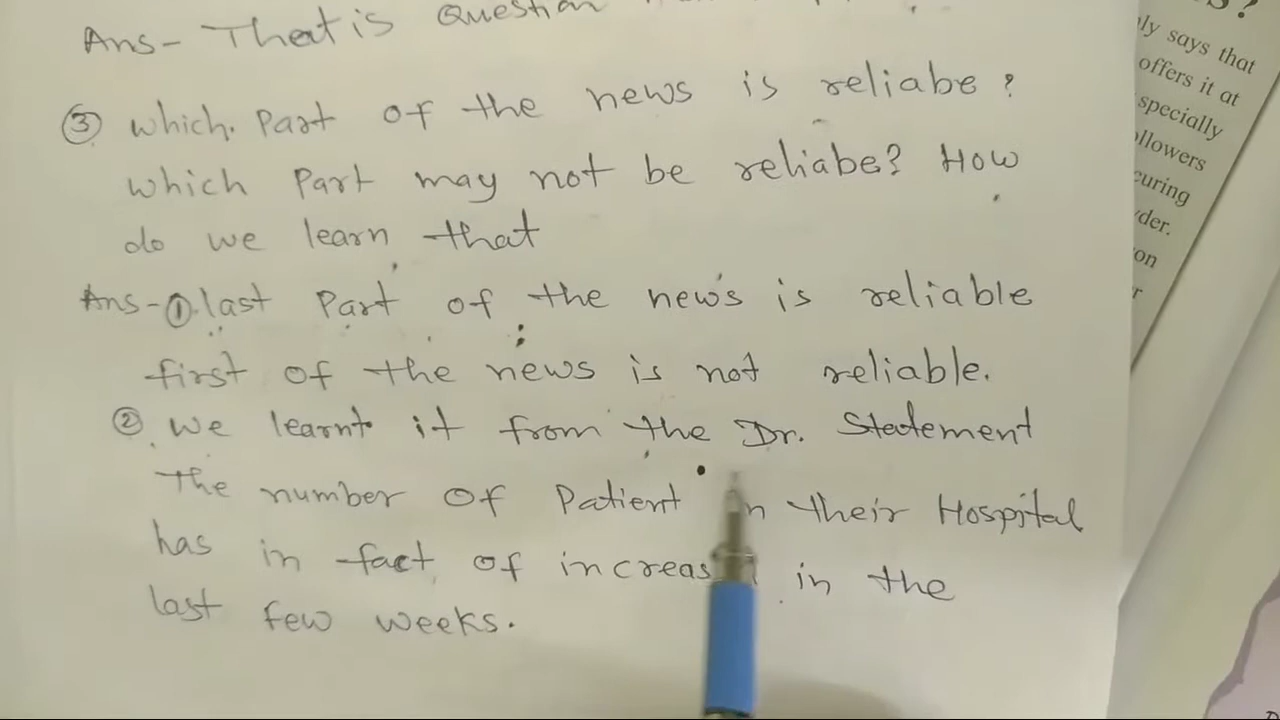 Ans- That is Question
③ which. Part of the news is reliabe?
which Part may not be reliabe? How
do we learn that
Ans-①.last Part of the news is reliable
first of the news is not reliable.
② we learnt it from the Dr. Statement
The number of Patient in their Hospital
has in fact of increas in the
last few weeks.
ly says that
offers it at
specially
llowers
curing
der.
on
r